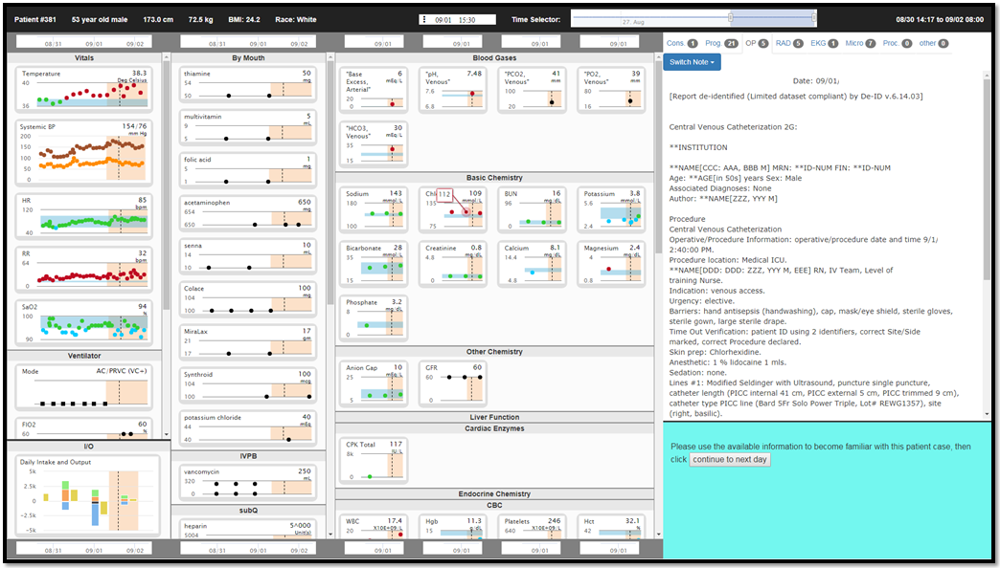 Patient #381 53 year old male 173.0 cm 72.5 kg BMI: 24.2 Race: White 09/01 15:30 Time Selector: 27. Aug 08/30 14:17 to 09/02 08:00
08/31 09/01 09/02
08/31 09/01 09/02
09/01 09/01 09/01 09/01
Vitals
Temperature 38.3
Deg Celsius
40
36
Systemic BP 154/76
mm Hg
200
150
100
50
0
HR 85
bpm
120
40
RR 32
bpm
64
0
SaO2 94
%
100
90
Ventilator
Mode AC/PRVC (VC+)
FIO2 60
%
60
I/O
Daily Intake and Output
5k
2.5k
0
-2.5k
-5k
08/31 09/01 09/02
By Mouth
thiamine 50
mg
54
50
multivitamin 5
mL
9
5
folic acid 1
mg
5
1
acetaminophen 650
mg
654
650
senna 10
mL
14
10
Colace 100
mg
104
100
MiraLax 17
gm
21
17
Synthroid 100
mcg
104
100
potassium chloride 40
mEq
44
40
IVPB
vancomycin 250
mL
320
0
subQ
heparin 5^000
Unit(s)
5004
08/31 09/01 09/02
Blood Gases
"Base Excess, Arterial" 6
mEq/L
20
0
"pH, Venous" 7.48
7.6
6.8
"PCO2, Venous" 41
mm
100
20
"PO2, Venous" 39
mm
80
16
"HCO3, Venous" 30
mEq/L
35
15
Basic Chemistry
Sodium 143
mmol/L
180
100
112 109
mmol/L
135
75
BUN 16
mg/dL
96
0
Potassium 3.8
mmol/L
5.6
2.4
Bicarbonate 28
mmol/L
35
15
Creatinine 0.8
mg/dL
4.8
0
Calcium 8.1
mg/dL
14.4
4.8
Magnesium 2.4
mg/dL
4.8
0.8
Phosphate 3.2
mg/dL
8
0
Other Chemistry
Anion Gap 10
mEq/L
25
5
GFR 60
60
0
Liver Function
Cardiac Enzymes
CPK Total 117
IU/L
8k
0
Endocrine Chemistry
CBC
WBC 17.4
X10E+09/L
Hgb 11.3
g/dL
15
Platelets 246
X10E+09/L
640
Hct 32.1
%
42
09/01 09/01 09/01 09/01
Cons. 1 Prog. 21 OP 5 RAD 5 EKG 1 Micro 7 Proc. 0 other 0
Switch Note
Date: 09/01/
[Report de-identified (Limited dataset compliant) by De-ID v.6.14.03]
Central Venous Catheterization 2G:
**INSTITUTION
**NAME[CCC: AAA, BBB M] MRN: **ID-NUM FIN: **ID-NUM
Age: **AGE[in 50s] years Sex: Male
Associated Diagnoses: None
Author: **NAME[ZZZ, YYY M]
Procedure
Central Venous Catheterization
Operative/Procedure Information: operative/procedure date and time 9/1/
2:40:00 PM.
Procedure location: Medical ICU.
**NAME[DDD: DDD: ZZZ, YYY M, EEE] RN, IV Team, Level of
training Nurse.
Indication: venous access.
Urgency: elective.
Barriers: hand antisepsis (handwashing), cap, mask/eye shield, sterile gloves,
sterile gown, large sterile drape.
Time Out Verification: patient ID using 2 identifiers, correct Site/Side
marked, correct Procedure declared.
Skin prep: Chlorhexidine.
Anesthetic: 1 % lidocaine 1 mls.
Sedation: none.
Lines #1: Modified Seldinger with Ultrasound, puncture single puncture,
catheter length (PICC internal 41 cm, PICC external 5 cm, PICC trimmed 9 cm),
catheter type PICC line (Bard 5Fr Solo Power Triple, Lot# REWG1357), site
(right, basilic).
Please use the available information to become familiar with this patient case, then
click continue to next day